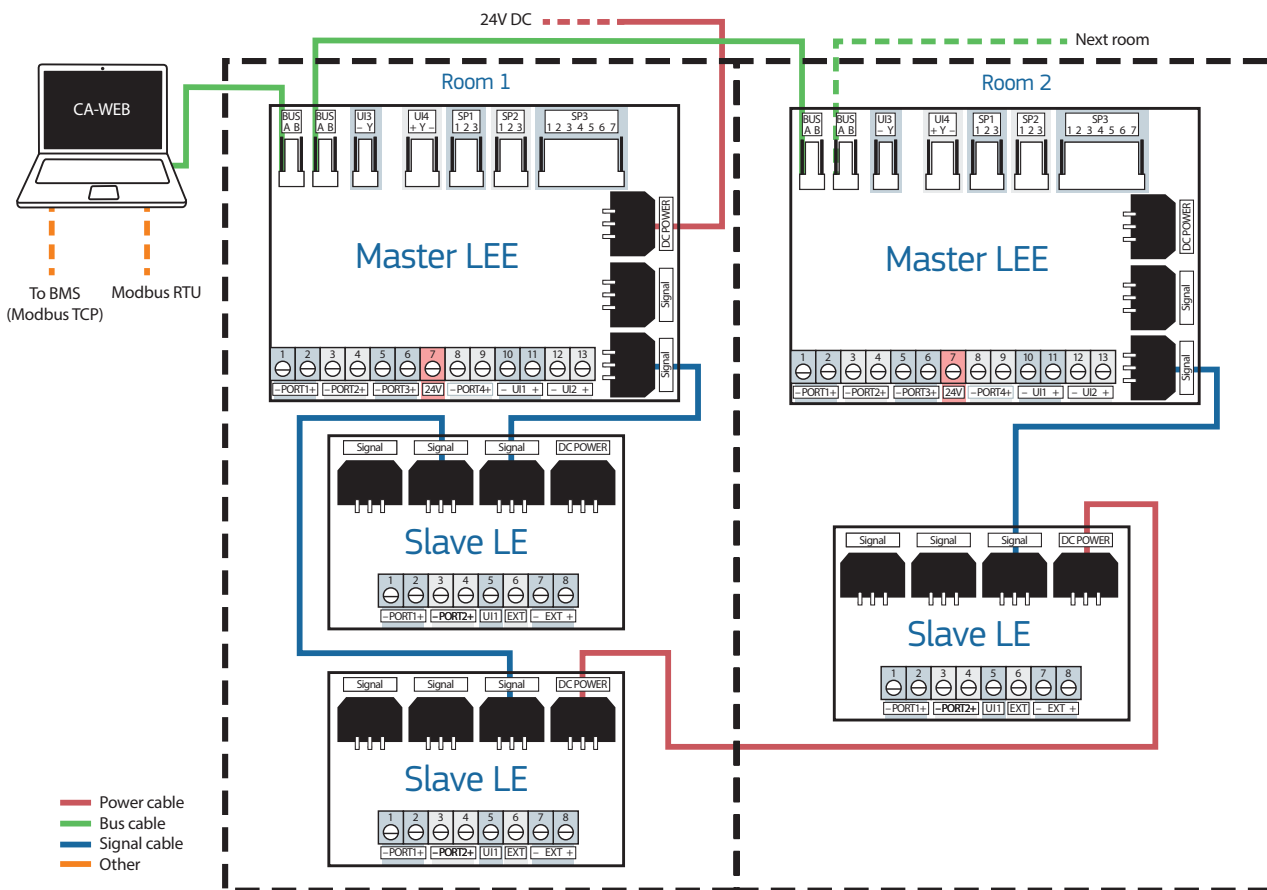 24V DC
Next room
Room 1
Room 2
CA-WEB
BUS
A B
BUS
A B
UI3
– Y
UI4
+ Y –
SP1
1 2 3
SP2
1 2 3
SP3
1 2 3 4 5 6 7
BUS
A B
BUS
A B
UI3
– Y
UI4
+ Y –
SP1
1 2 3
SP2
1 2 3
SP3
1 2 3 4 5 6 7
DC POWER
DC POWER
Master LEE
Master LEE
Signal
Signal
To BMS
(Modbus TCP)
Modbus RTU
1 2 3 4 5 6 7 8 9 10 11 12 13
–PORT1+ –PORT2+ –PORT3+ 24V –PORT4+ – UI1 + – UI2 +
Signal
1 2 3 4 5 6 7 8 9 10 11 12 13
–PORT1+ –PORT2+ –PORT3+ 24V –PORT4+ – UI1 + – UI2 +
Signal
Signal Signal Signal DC POWER
Slave LE
1 2 3 4 5 6 7 8
–PORT1+ –PORT2+ UI1 EXT – EXT +
Signal Signal Signal DC POWER
Slave LE
1 2 3 4 5 6 7 8
–PORT1+ –PORT2+ UI1 EXT – EXT +
Signal Signal Signal DC POWER
Slave LE
1 2 3 4 5 6 7 8
–PORT1+ –PORT2+ UI1 EXT – EXT +
Power cable
Bus cable
Signal cable
Other